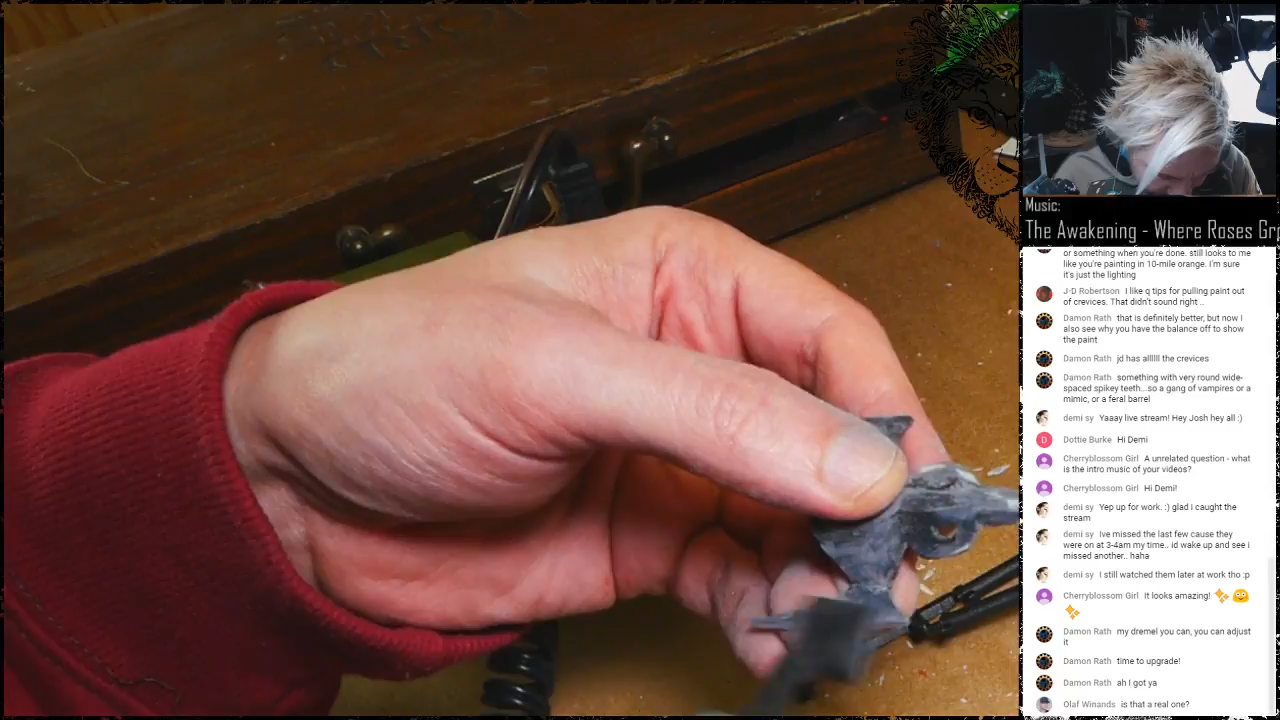 Music:
The Awakening - Where Roses Gr
or something when you're done. still looks to me
like you're painting in 10-mile orange. I'm sure
it's just the lighting
J-D Robertson I like q tips for pulling paint out
of crevices. That didn't sound right ..
Damon Rath that is definitely better, but now I
also see why you have the balance off to show
the paint
Damon Rath jd has allllll the crevices
Damon Rath something with very round wide-
spaced spikey teeth...so a gang of vampires or a
mimic, or a feral barrel
demi sy Yaaay live stream! Hey Josh hey all :)
D
Dottie Burke Hi Demi
Cherryblossom Girl A unrelated question - what
is the intro music of your videos?
Cherryblossom Girl Hi Demi!
demi sy Yep up for work. :) glad I caught the
stream
demi sy Ive missed the last few cause they
were on at 3-4am my time.. id wake up and see i
missed another.. haha
demi sy I still watched them later at work tho :p
Cherryblossom Girl It looks amazing! ✨ 🤗
✨
Damon Rath my dremel you can, you can adjust
it
Damon Rath time to upgrade!
Damon Rath ah I got ya
Olaf Winands is that a real one?